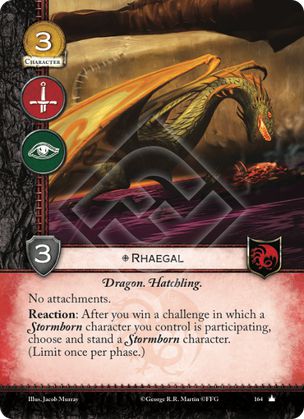 3
CHARACTER
3
RHAEGAL
Dragon. Hatchling.
No attachments.
Reaction: After you win a challenge in which a
Stormborn character you control is participating,
choose and stand a Stormborn character.
(Limit once per phase.)
Illus. Jacob Murray ©George R.R. Martin ©FFG 164